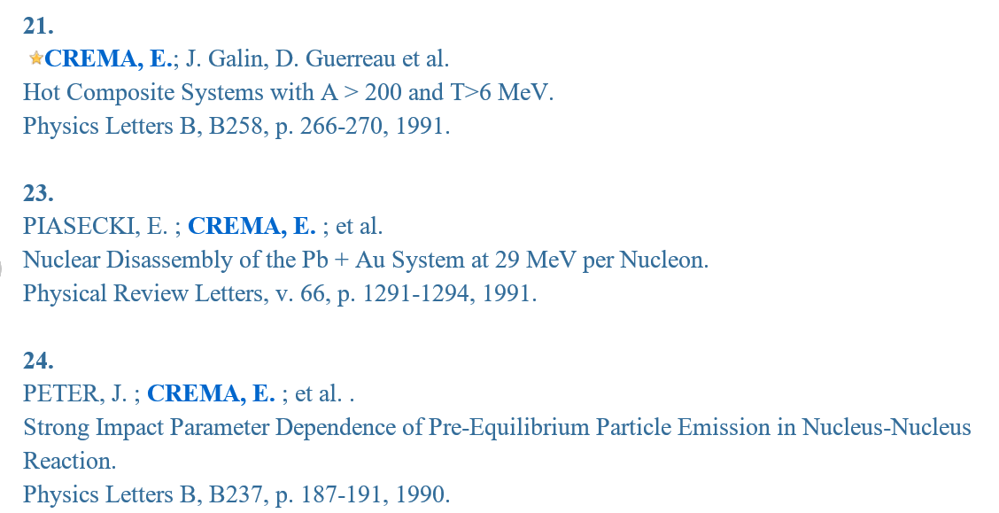 21.
CREMA, E.; J. Galin, D. Guerreau et al.
Hot Composite Systems with A > 200 and T>6 MeV.
Physics Letters B, B258, p. 266-270, 1991.
23.
PIASECKI, E. ; CREMA, E. ; et al.
Nuclear Disassembly of the Pb + Au System at 29 MeV per Nucleon.
Physical Review Letters, v. 66, p. 1291-1294, 1991.
24.
PETER, J. ; CREMA, E. ; et al. .
Strong Impact Parameter Dependence of Pre-Equilibrium Particle Emission in Nucleus-Nucleus
Reaction.
Physics Letters B, B237, p. 187-191, 1990.